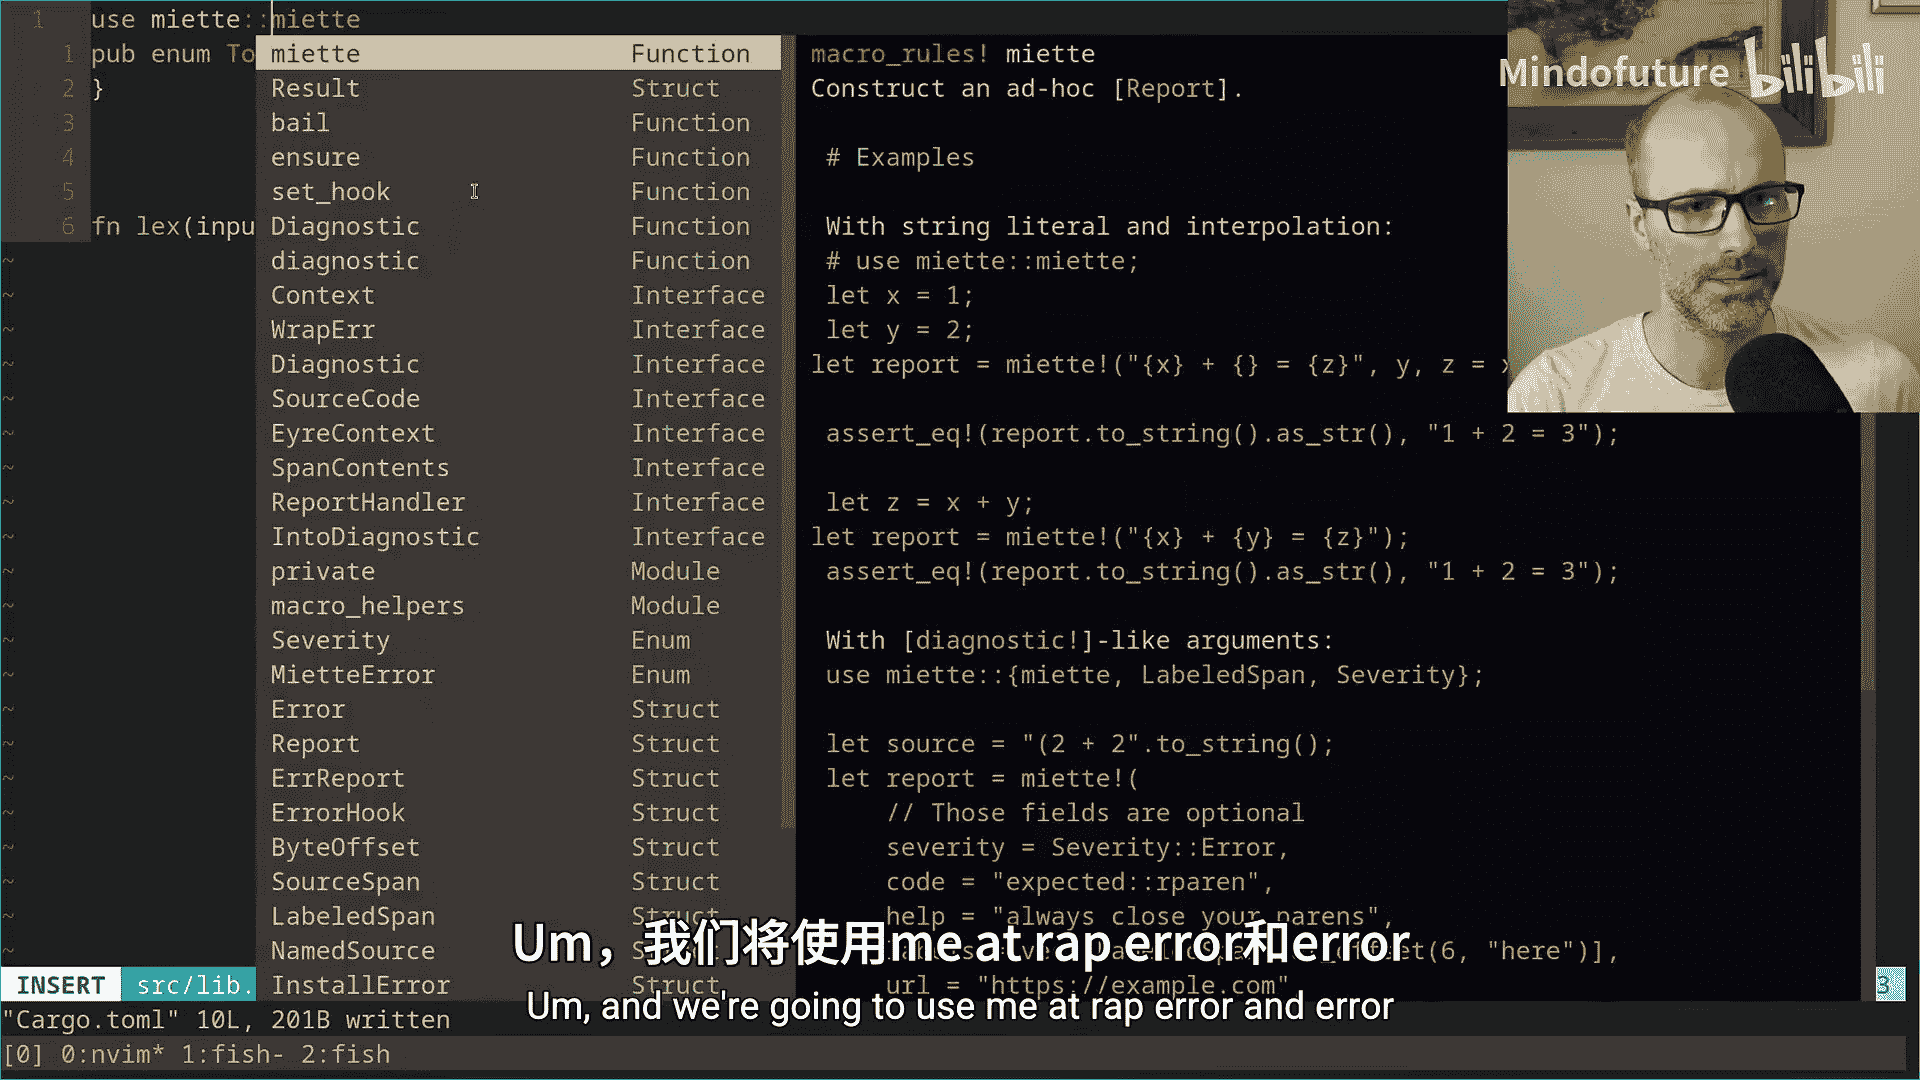 1 use miette::miette
1 pub enum To
2 }
3
4
5
6 fn lex(inpu
miette Function
Result Struct
bail Function
ensure Function
set_hook Function
Diagnostic Function
diagnostic Function
Context Interface
WrapErr Interface
Diagnostic Interface
SourceCode Interface
EyreContext Interface
SpanContents Interface
ReportHandler Interface
IntoDiagnostic Interface
private Module
macro_helpers Module
Severity Enum
MietteError Enum
Error Struct
Report Struct
ErrReport Struct
ErrorHook Struct
ByteOffset Struct
SourceSpan Struct
LabeledSpan Struct
NamedSource
InstallError Struct
macro_rules! miette
Construct an ad-hoc [Report].
# Examples
With string literal and interpolation:
# use miette::miette;
let x = 1;
let y = 2;
let report = miette!("{x} + {} = {z}", y, z = x
assert_eq!(report.to_string().as_str(), "1 + 2 = 3");
let z = x + y;
let report = miette!("{x} + {y} = {z}");
assert_eq!(report.to_string().as_str(), "1 + 2 = 3");
With [diagnostic!]-like arguments:
use miette::{miette, LabeledSpan, Severity};
let source = "(2 + 2".to_string();
let report = miette!(
// Those fields are optional
severity = Severity::Error,
code = "expected::rparen",
help = "always close your parens",
(6, "here")],
url = "https://example.com"
Mindofuture bilibili
Um，我们将使用me at rap error和error
Um, and we're going to use me at rap error and error
INSERT src/lib. 3
"Cargo.toml" 10L, 201B written
[0] 0:nvim* 1:fish- 2:fish